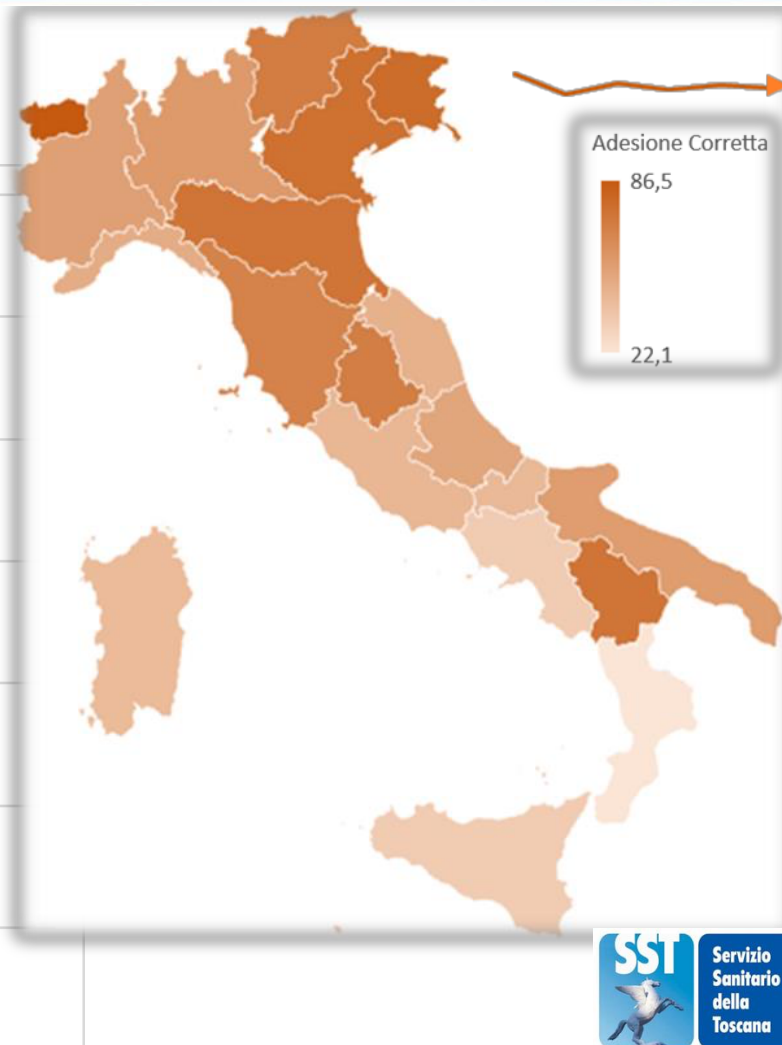 Adesione Corretta
86,5
22,1
SST
Servizio
Sanitario
della
Toscana